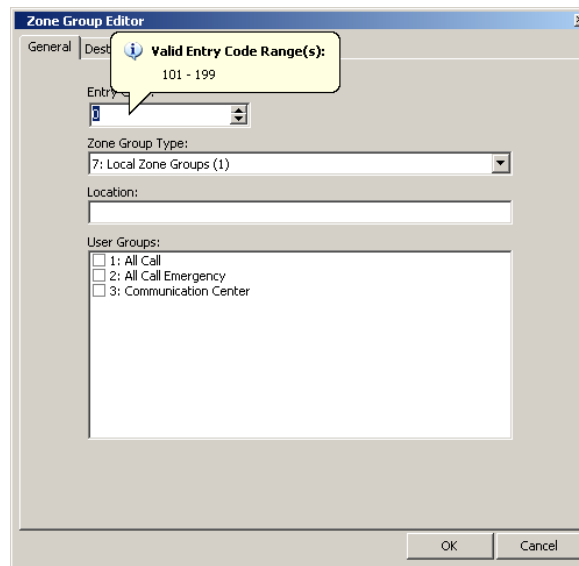 Zone Group Editor
General
Dest
Valid Entry Code Range(s):
101 - 199
Entry
0
Zone Group Type:
7: Local Zone Groups (1)
Location:
User Groups:
1: All Call
2: All Call Emergency
3: Communication Center
OK
Cancel